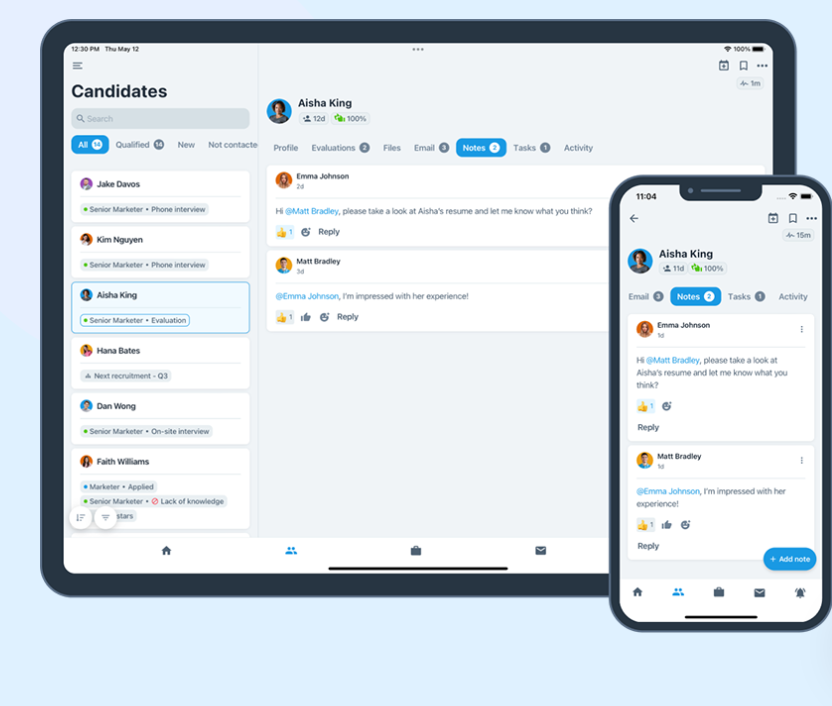 12:30 PM Thu May 12
100%
1m
Candidates
Search
All 14 Qualified 14 New Not contacte
Jake Davos
Senior Marketer • Phone interview
Kim Nguyen
Senior Marketer • Phone interview
Aisha King
Senior Marketer • Evaluation
Hana Bates
Next recruitment - Q3
Dan Wong
Senior Marketer • On-site interview
Faith Williams
Marketer • Applied
Senior Marketer • Lack of knowledge
stars
Aisha King
12d 100%
Profile Evaluations 2 Files Email 3 Notes 2 Tasks 1 Activity
Emma Johnson
2d
Hi @Matt Bradley, please take a look at Aisha's resume and let me know what you think?
1 Reply
Matt Bradley
3d
@Emma Johnson, I'm impressed with her experience!
1 Reply
11:04
15m
Aisha King
11d 100%
Email 3 Notes 2 Tasks 1 Activity
Emma Johnson
1d
Hi @Matt Bradley, please take a look at
Aisha's resume and let me know what you
think?
1
Reply
Matt Bradley
1d
@Emma Johnson, I'm impressed with her
experience!
1
Reply
+ Add note